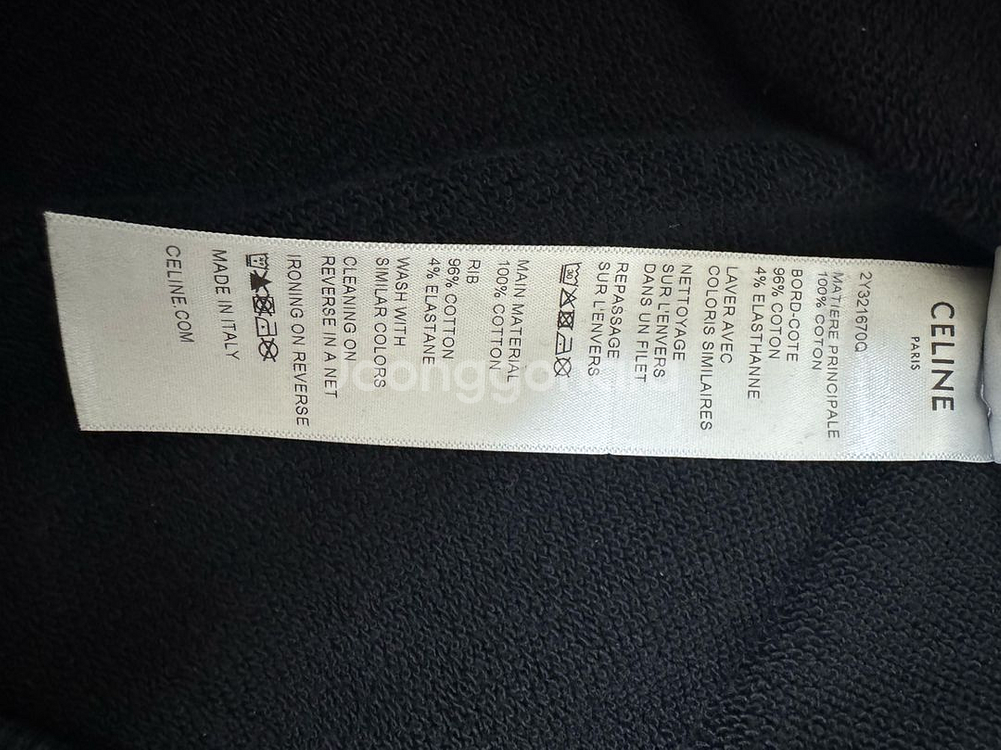 CELINE
PARIS
2Y321670Q
MATIERE PRINCIPALE
100% COTON
BORD-COTE
96% COTON
4% ELASTHANNE
LAVER AVEC
COLORIS SIMILAIRES
NETTOYAGE
SUR L'ENVERS
DANS UN FILET
REPASSAGE
SUR L'ENVERS
30
MAIN MATERIAL
100% COTTON
RIB
96% COTTON
4% ELASTANE
WASH WITH
SIMILAR COLORS
CLEANING ON
REVERSE IN A NET
IRONING ON REVERSE
MADE IN ITALY
CELINE.COM